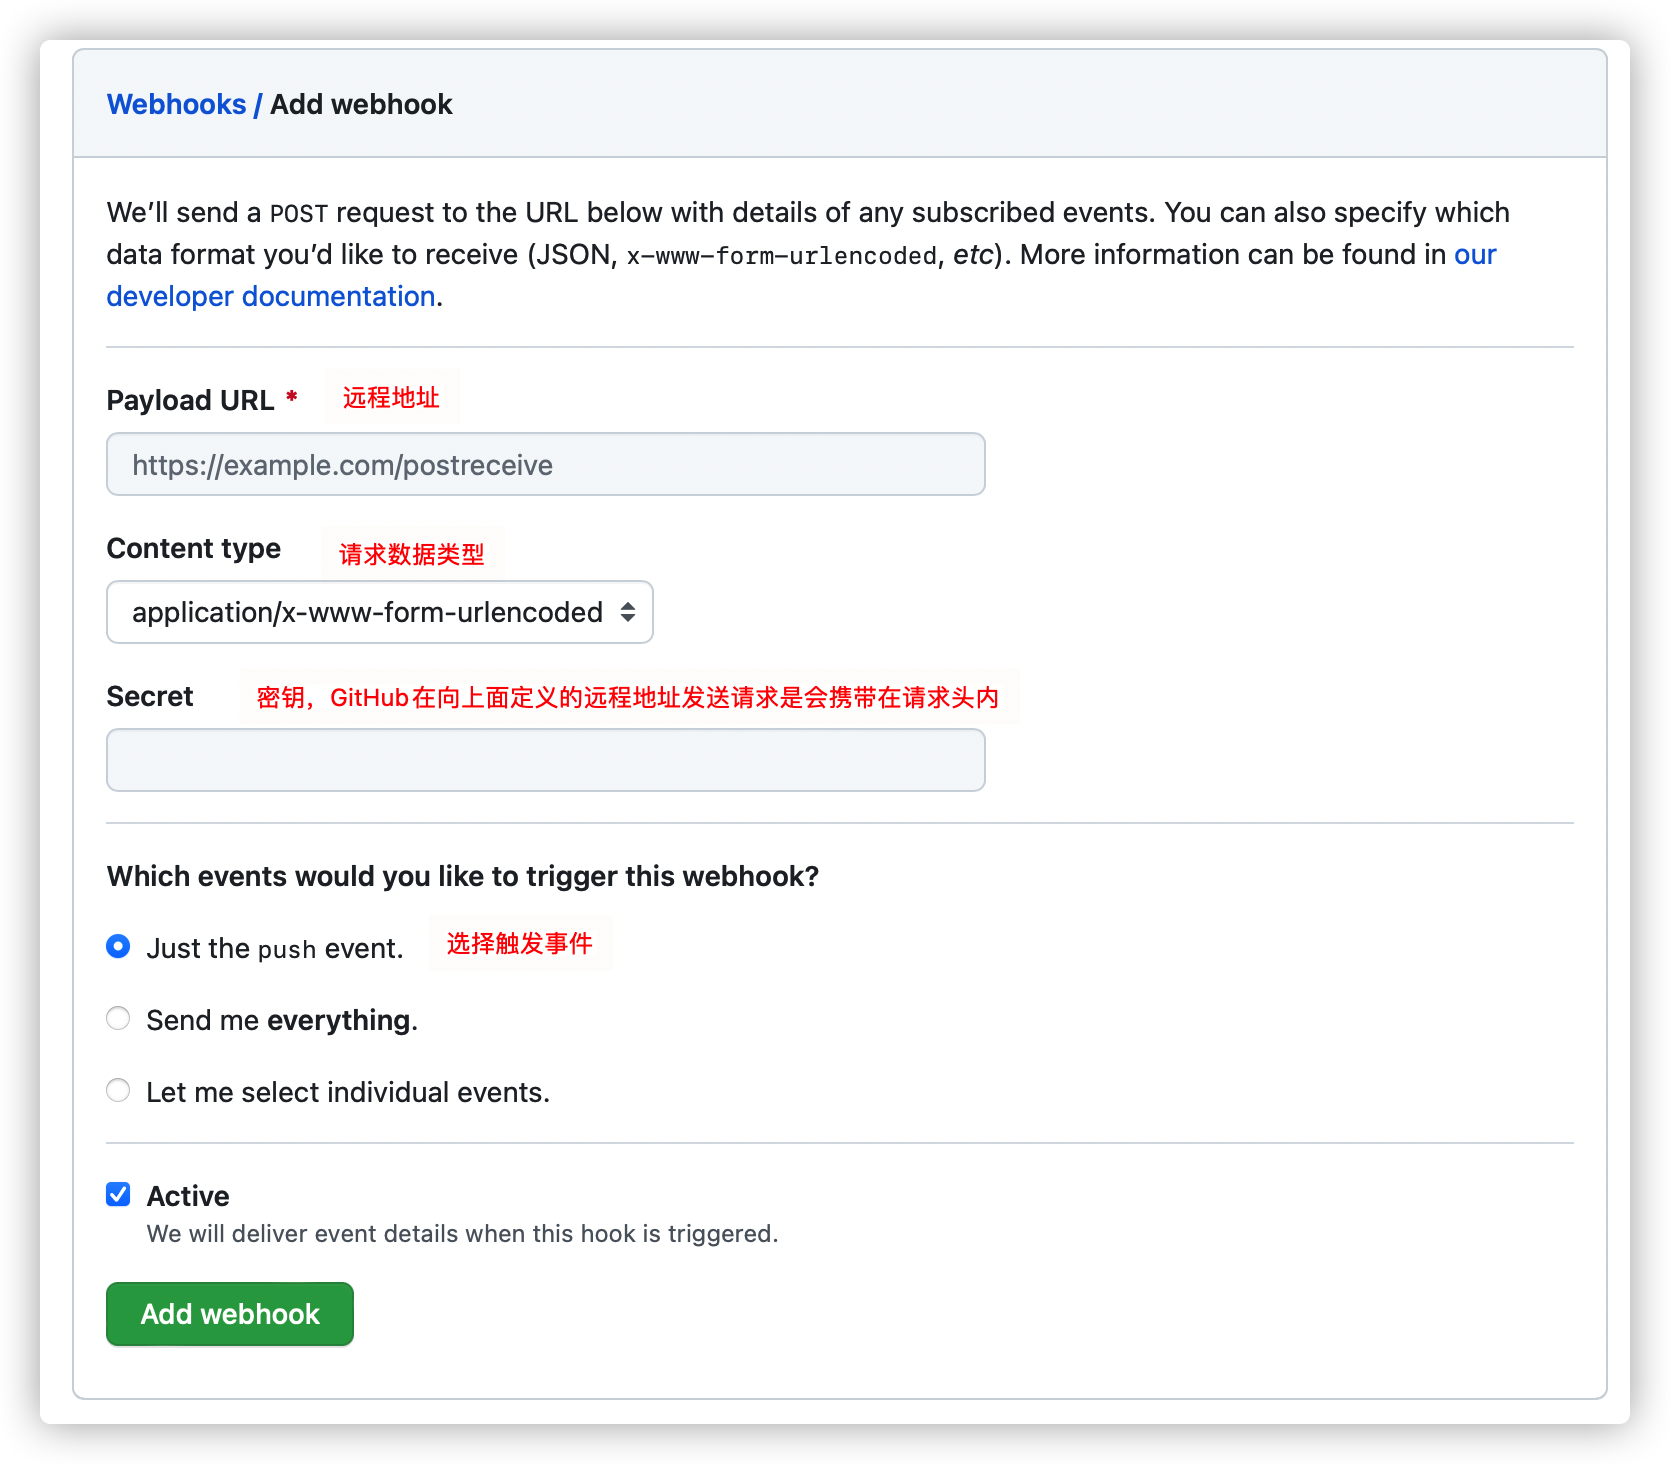 Webhooks / Add webhook
We’ll send a POST request to the URL below with details of any subscribed events. You can also specify which
data format you’d like to receive (JSON, x-www-form-urlencoded, etc). More information can be found in our
developer documentation.
Payload URL * 远程地址
https://example.com/postreceive
Content type 请求数据类型
application/x-www-form-urlencoded
Secret 密钥，GitHub在向上面定义的远程地址发送请求是会携带在请求头内
Which events would you like to trigger this webhook?
Just the push event. 选择触发事件
Send me everything.
Let me select individual events.
Active
We will deliver event details when this hook is triggered.
Add webhook